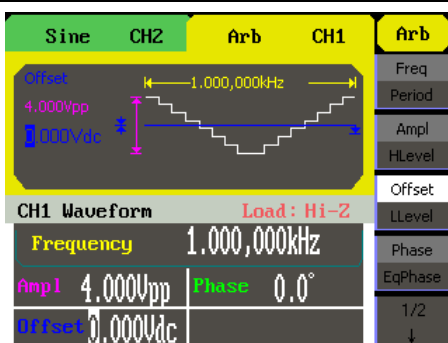 Sine CH2 Arb CH1 Arb
Offset
1.000,000kHz
4.000Vpp
0.000Vdc
Freq
Period
Ampl
HLevel
Offset
LLevel
CH1 Waveform Load: Hi-Z
Frequency 1.000,000kHz
Phase
EqPhase
Ampl 4.000Vpp Phase 0.0°
Offset 0.000Vdc
1/2
↓